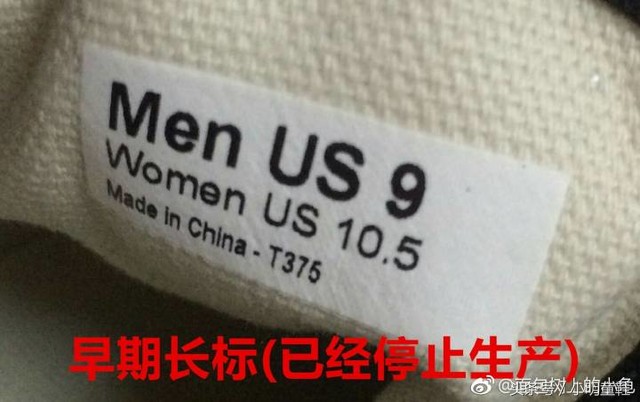 Men US 9
Women US 10.5
Made in China - T375
早期长标(已经停止生产)